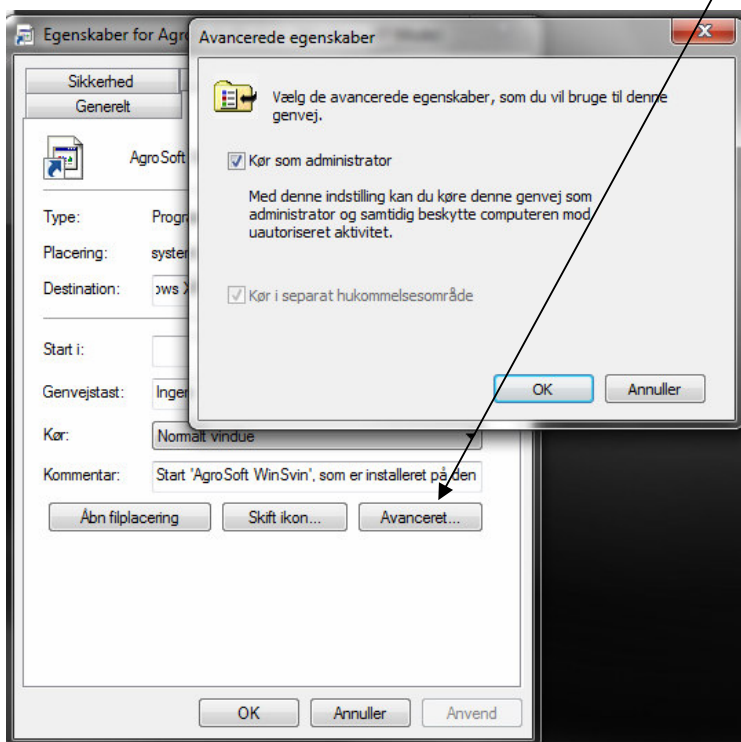 Egenskaber for Agr
Sikkerhed
Generelt
AgroSoft
Type: Progr
Placering: system
Destination: ows X
Start i:
Genvejstast: Inger
Kør: Normalt vindue
Kommentar: Start 'AgroSoft WinSvin', som er installeret på den
Åbn filplacering Skift ikon... Avanceret...
OK Annuller Anvend
Avancerede egenskaber
Vælg de avancerede egenskaber, som du vil bruge til denne
genvej.
Kør som administrator
Med denne indstilling kan du køre denne genvej som
administrator og samtidig beskytte computeren mod
uautoriseret aktivitet.
Kør i separat hukommelsesområde
OK Annuller